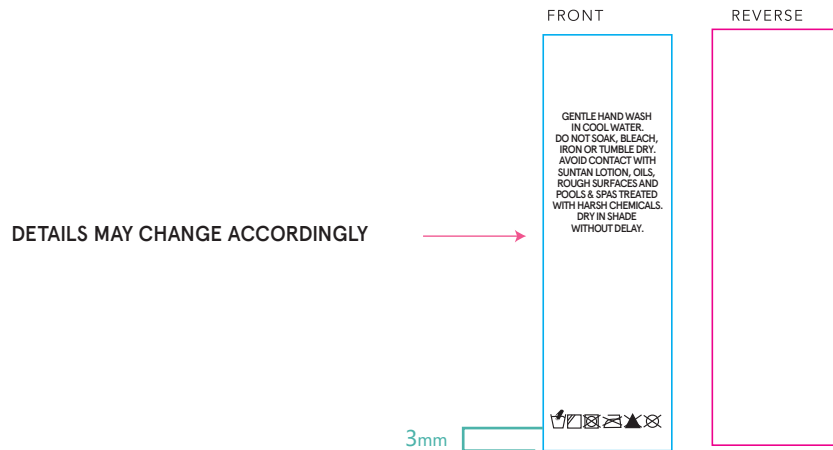 FRONT
REVERSE
GENTLE HAND WASH
IN COOL WATER.
DO NOT SOAK, BLEACH,
IRON OR TUMBLE DRY.
AVOID CONTACT WITH
SUNTAN LOTION, OILS,
ROUGH SURFACES AND
POOLS & SPAS TREATED
WITH HARSH CHEMICALS.
DRY IN SHADE
WITHOUT DELAY.
DETAILS MAY CHANGE ACCORDINGLY
3mm